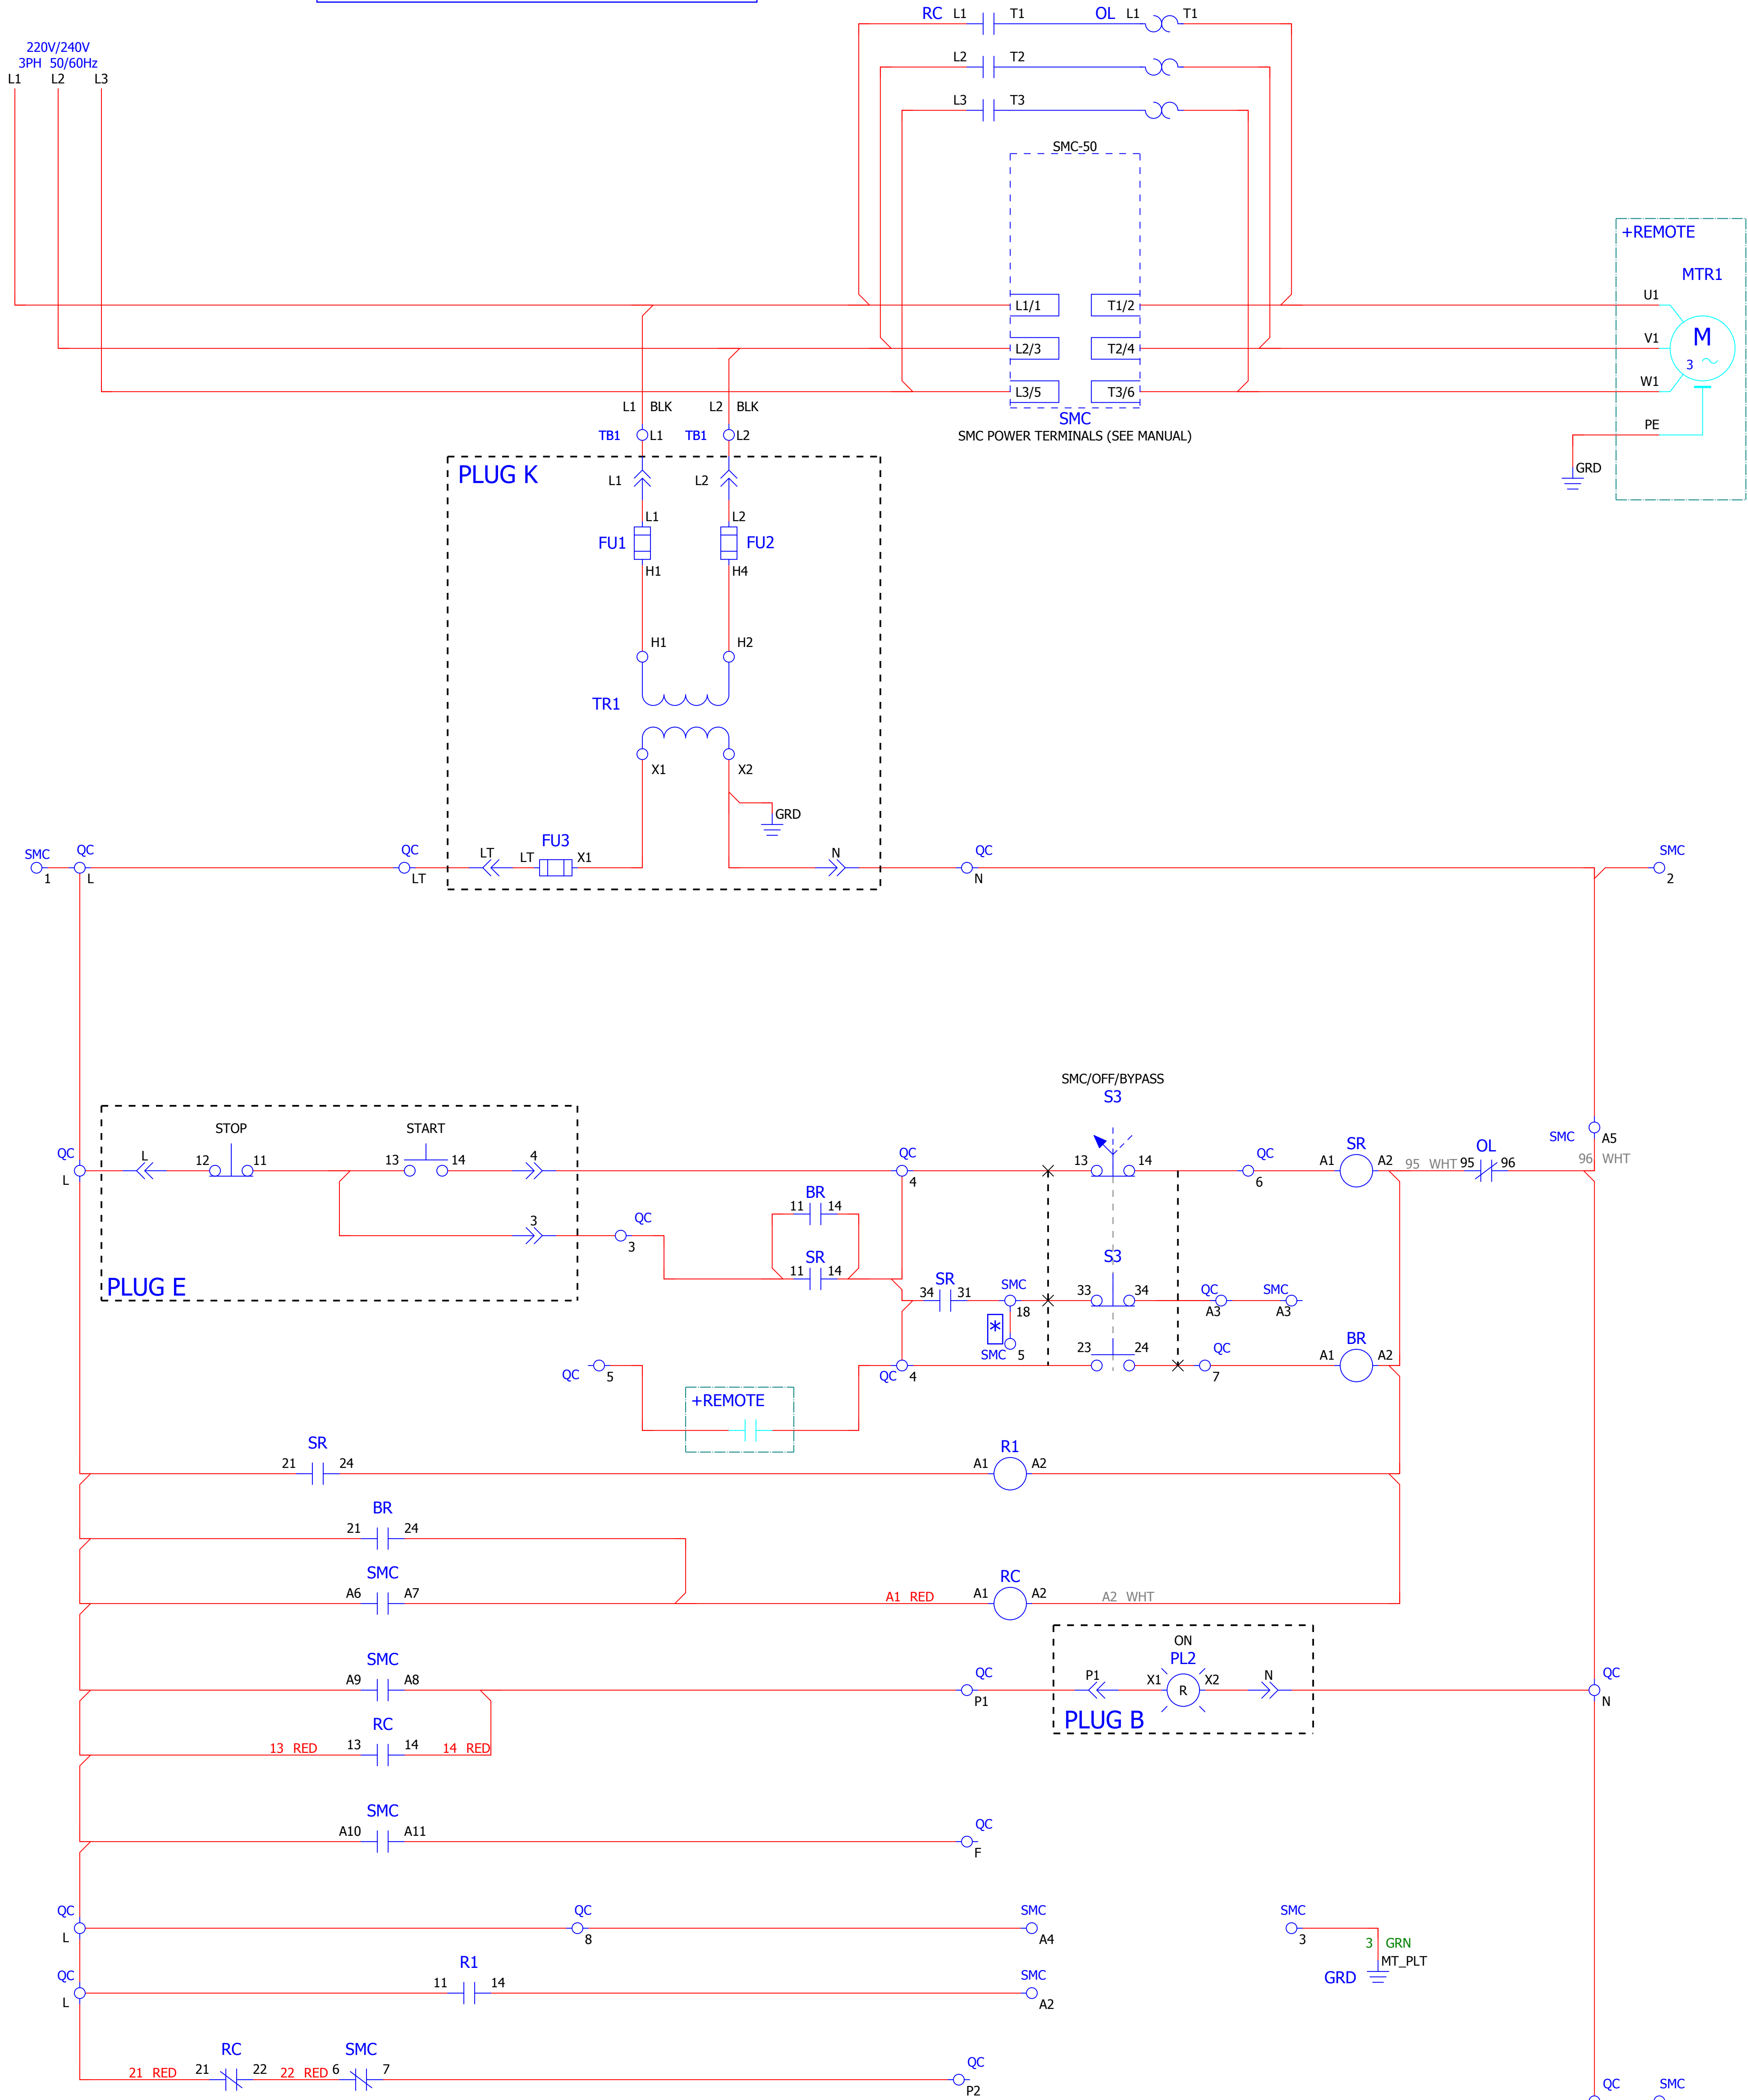 RC L1 T1 OL L1 T1
220V/240V
3PH 50/60Hz
L1 L2 L3
L2 T2
L3 T3
SMC-50
+REMOTE
MTR1
L1/1 T1/2 U1
L2/3 T2/4 V1
M
3
L3/5 T3/6 W1
L1 BLK L2 BLK
SMC
SMC POWER TERMINALS (SEE MANUAL)
PE
TB1 L1 TB1 L2
PLUG K
L1 L2
GRD
L1 L2
FU1 FU2
H1 H4
H1 H2
TR1
X1 X2
GRD
SMC QC QC FU3 QC SMC
LT LT X1 N
1 L LT N 2
SMC/OFF/BYPASS
S3
STOP START
QC L 12 11 13 14 4 QC 13 14 QC SR A1 A2 95 WHT 95 OL 96 SMC A5
96 WHT
L 4 6
BR
11 14
3 QC
3
SR
11 14
S3
PLUG E
SR
34 31 SMC 33 34 QC SMC
18 A3 A3
*
SMC 5
23 24 QC BR A1 A2
QC 5 QC 4 7
+REMOTE
SR R1
21 24 A1 A2
BR
21 24
SMC RC
A6 A7 A1 RED A1 A2 A2 WHT
ON
SMC QC PL2 QC
A9 A8 P1 X1 R X2 N
P1 N
PLUG B
RC
13 RED 13 14 14 RED
SMC QC
A10 A11 F
QC QC SMC SMC
L 8 A4 3
3 GRN
MT_PLT
GRD
QC R1 SMC
11 14
L A2
RC SMC QC
21 RED 21 22 22 RED 6 7
P2
QC SMC